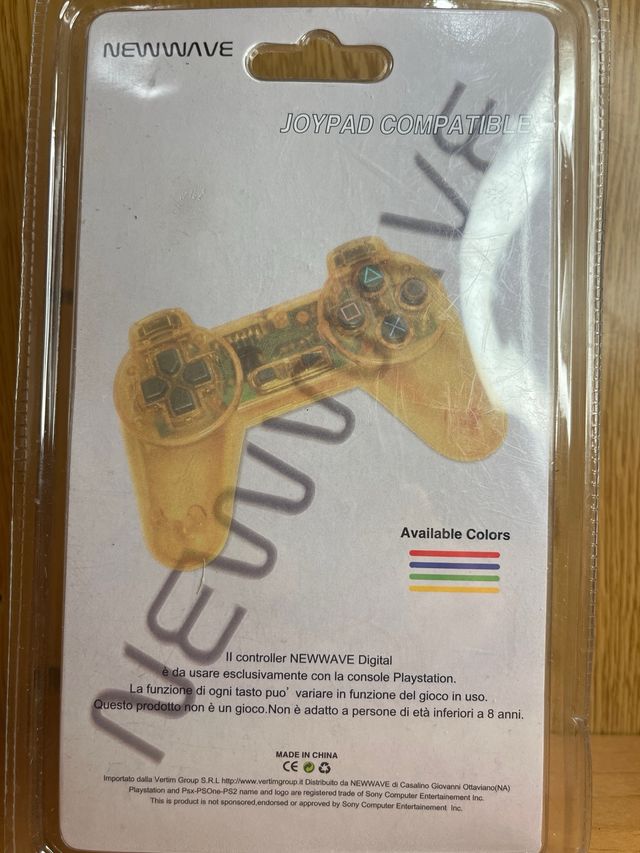 NEWWAVE
JOYPAD COMPATIBLE
NEWWAVE
Available Colors
Il controller NEWWAVE Digital
è da usare esclusivamente con la console Playstation.
La funzione di ogni tasto puo' variare in funzione del gioco in uso.
Questo prodotto non è un gioco.Non è adatto a persone di età inferiori a 8 anni.
MADE IN CHINA
CE
Importato dalla Vertim Group S.R.L http://www.vertimgroup.it Distribuito da NEWWAVE di Casalino Giovanni Ottaviano(NA)
Playstation and Psx-PSOne-PS2 name and logo are registered trade of Sony Computer Entertainement Inc.
This is product is not sponsored,endorsed or approved by Sony Computer Entertainement Inc.